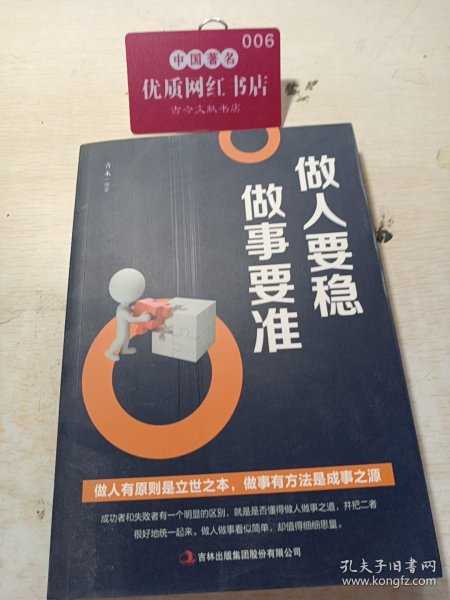 006
中国著名
优质网红书店
古今文献书店
做人要稳
做事要准
做人有原则是立世之本，做事有方法是成事之源
成功者和失败者有一个明显的区别，就是是否懂得做人做事之道，并把二者
很好地统一起来。做人做事看似简单，却值得细细思量。
吉林出版集团股份有限公司
孔夫子旧书网
www.kongfz.com